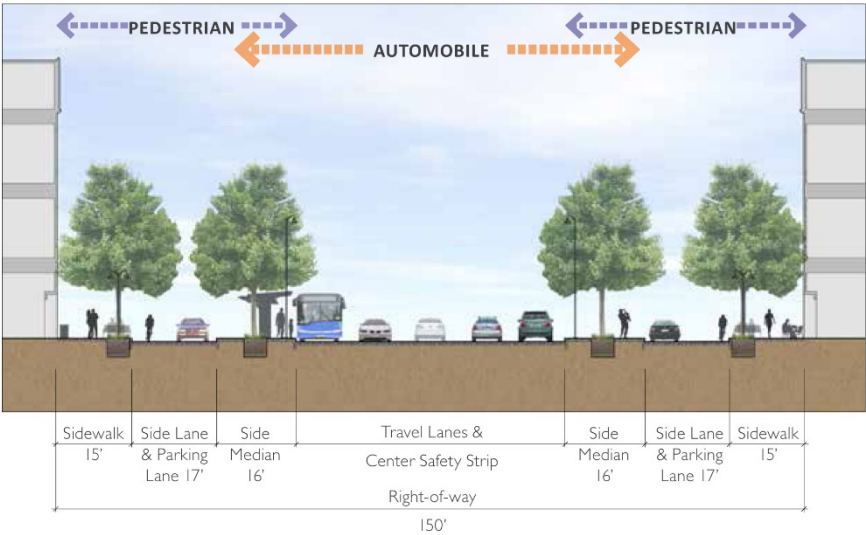 PEDESTRIAN
PEDESTRIAN
AUTOMOBILE
Sidewalk
15’
Side Lane
& Parking
Lane 17’
Side
Median
16’
Travel Lanes &
Center Safety Strip
Side
Median
16’
Side Lane
& Parking
Lane 17’
Sidewalk
15’
Right-of-way
150’